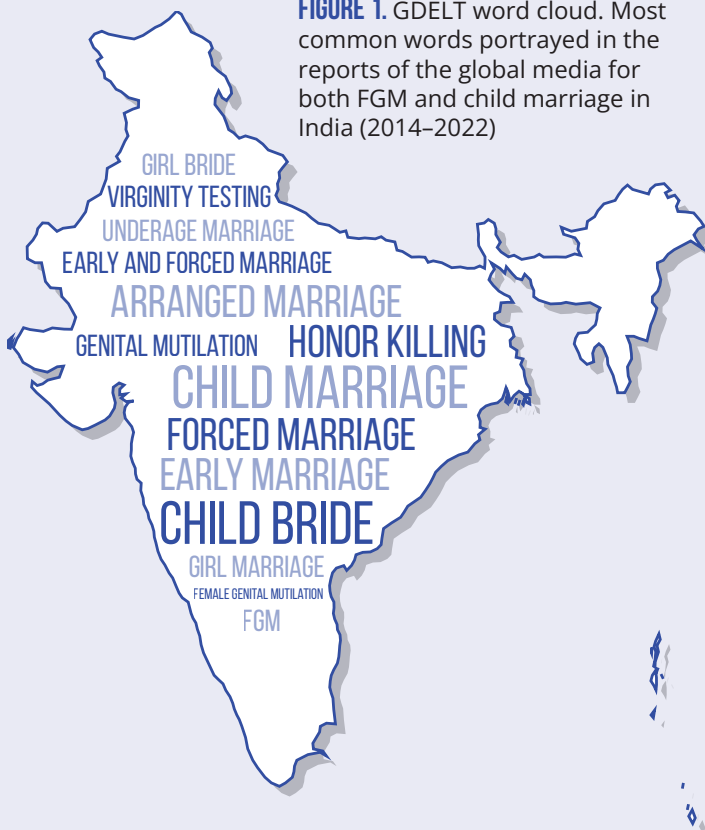 FIGURE 1. GDELT word cloud. Most
common words portrayed in the
reports of the global media for
both FGM and child marriage in
India (2014–2022)
GIRL BRIDE
VIRGINITY TESTING
UNDERAGE MARRIAGE
EARLY AND FORCED MARRIAGE
ARRANGED MARRIAGE
GENITAL MUTILATION HONOR KILLING
CHILD MARRIAGE
FORCED MARRIAGE
EARLY MARRIAGE
CHILD BRIDE
GIRL MARRIAGE
FEMALE GENITAL MUTILATION
FGM